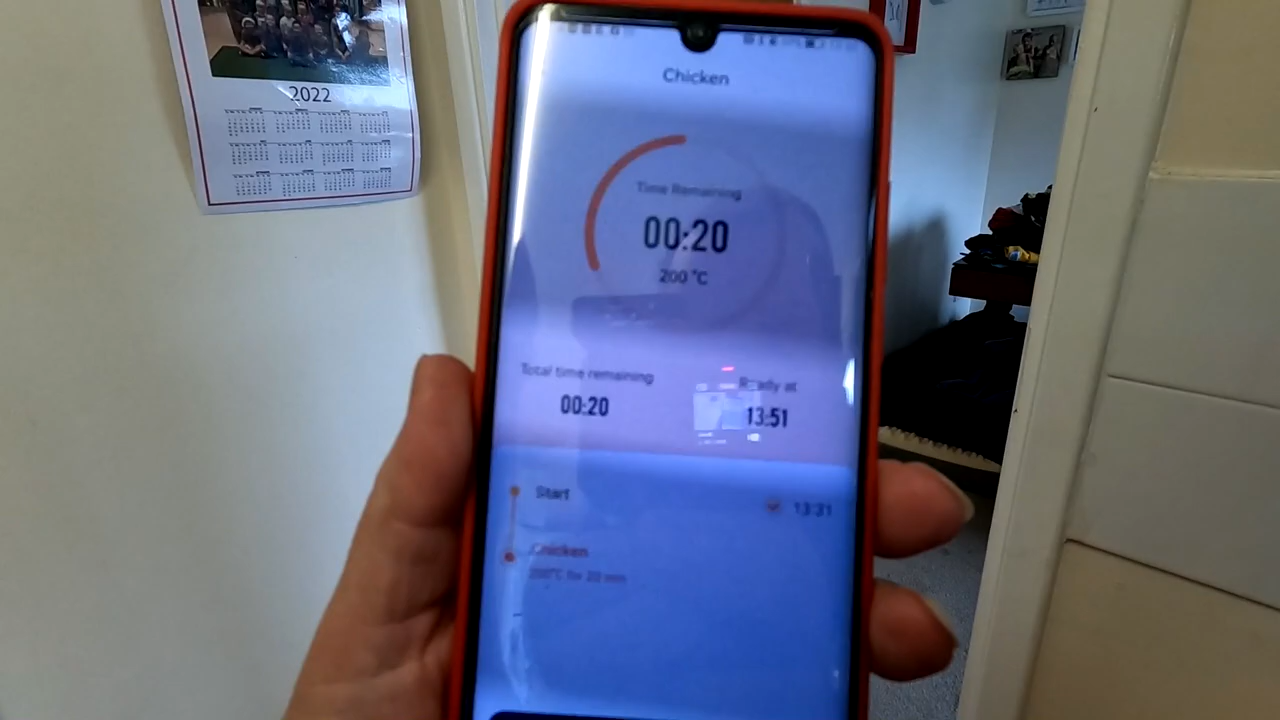 2022
Chicken
Time Remaining
00:20
200 °C
Total time remaining
00:20
Ready at
13:51
Start
13:31
Chicken
200°C for 20 min